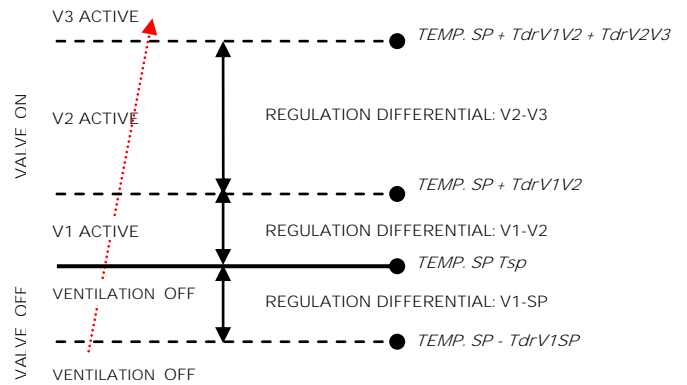 V3 ACTIVE
TEMP. SP + TdrV1V2 + TdrV2V3
VALVE ON
V2 ACTIVE
REGULATION DIFFERENTIAL: V2-V3
TEMP. SP + TdrV1V2
V1 ACTIVE
REGULATION DIFFERENTIAL: V1-V2
TEMP. SP Tsp
VALVE OFF
VENTILATION OFF
REGULATION DIFFERENTIAL: V1-SP
TEMP. SP - TdrV1SP
VENTILATION OFF